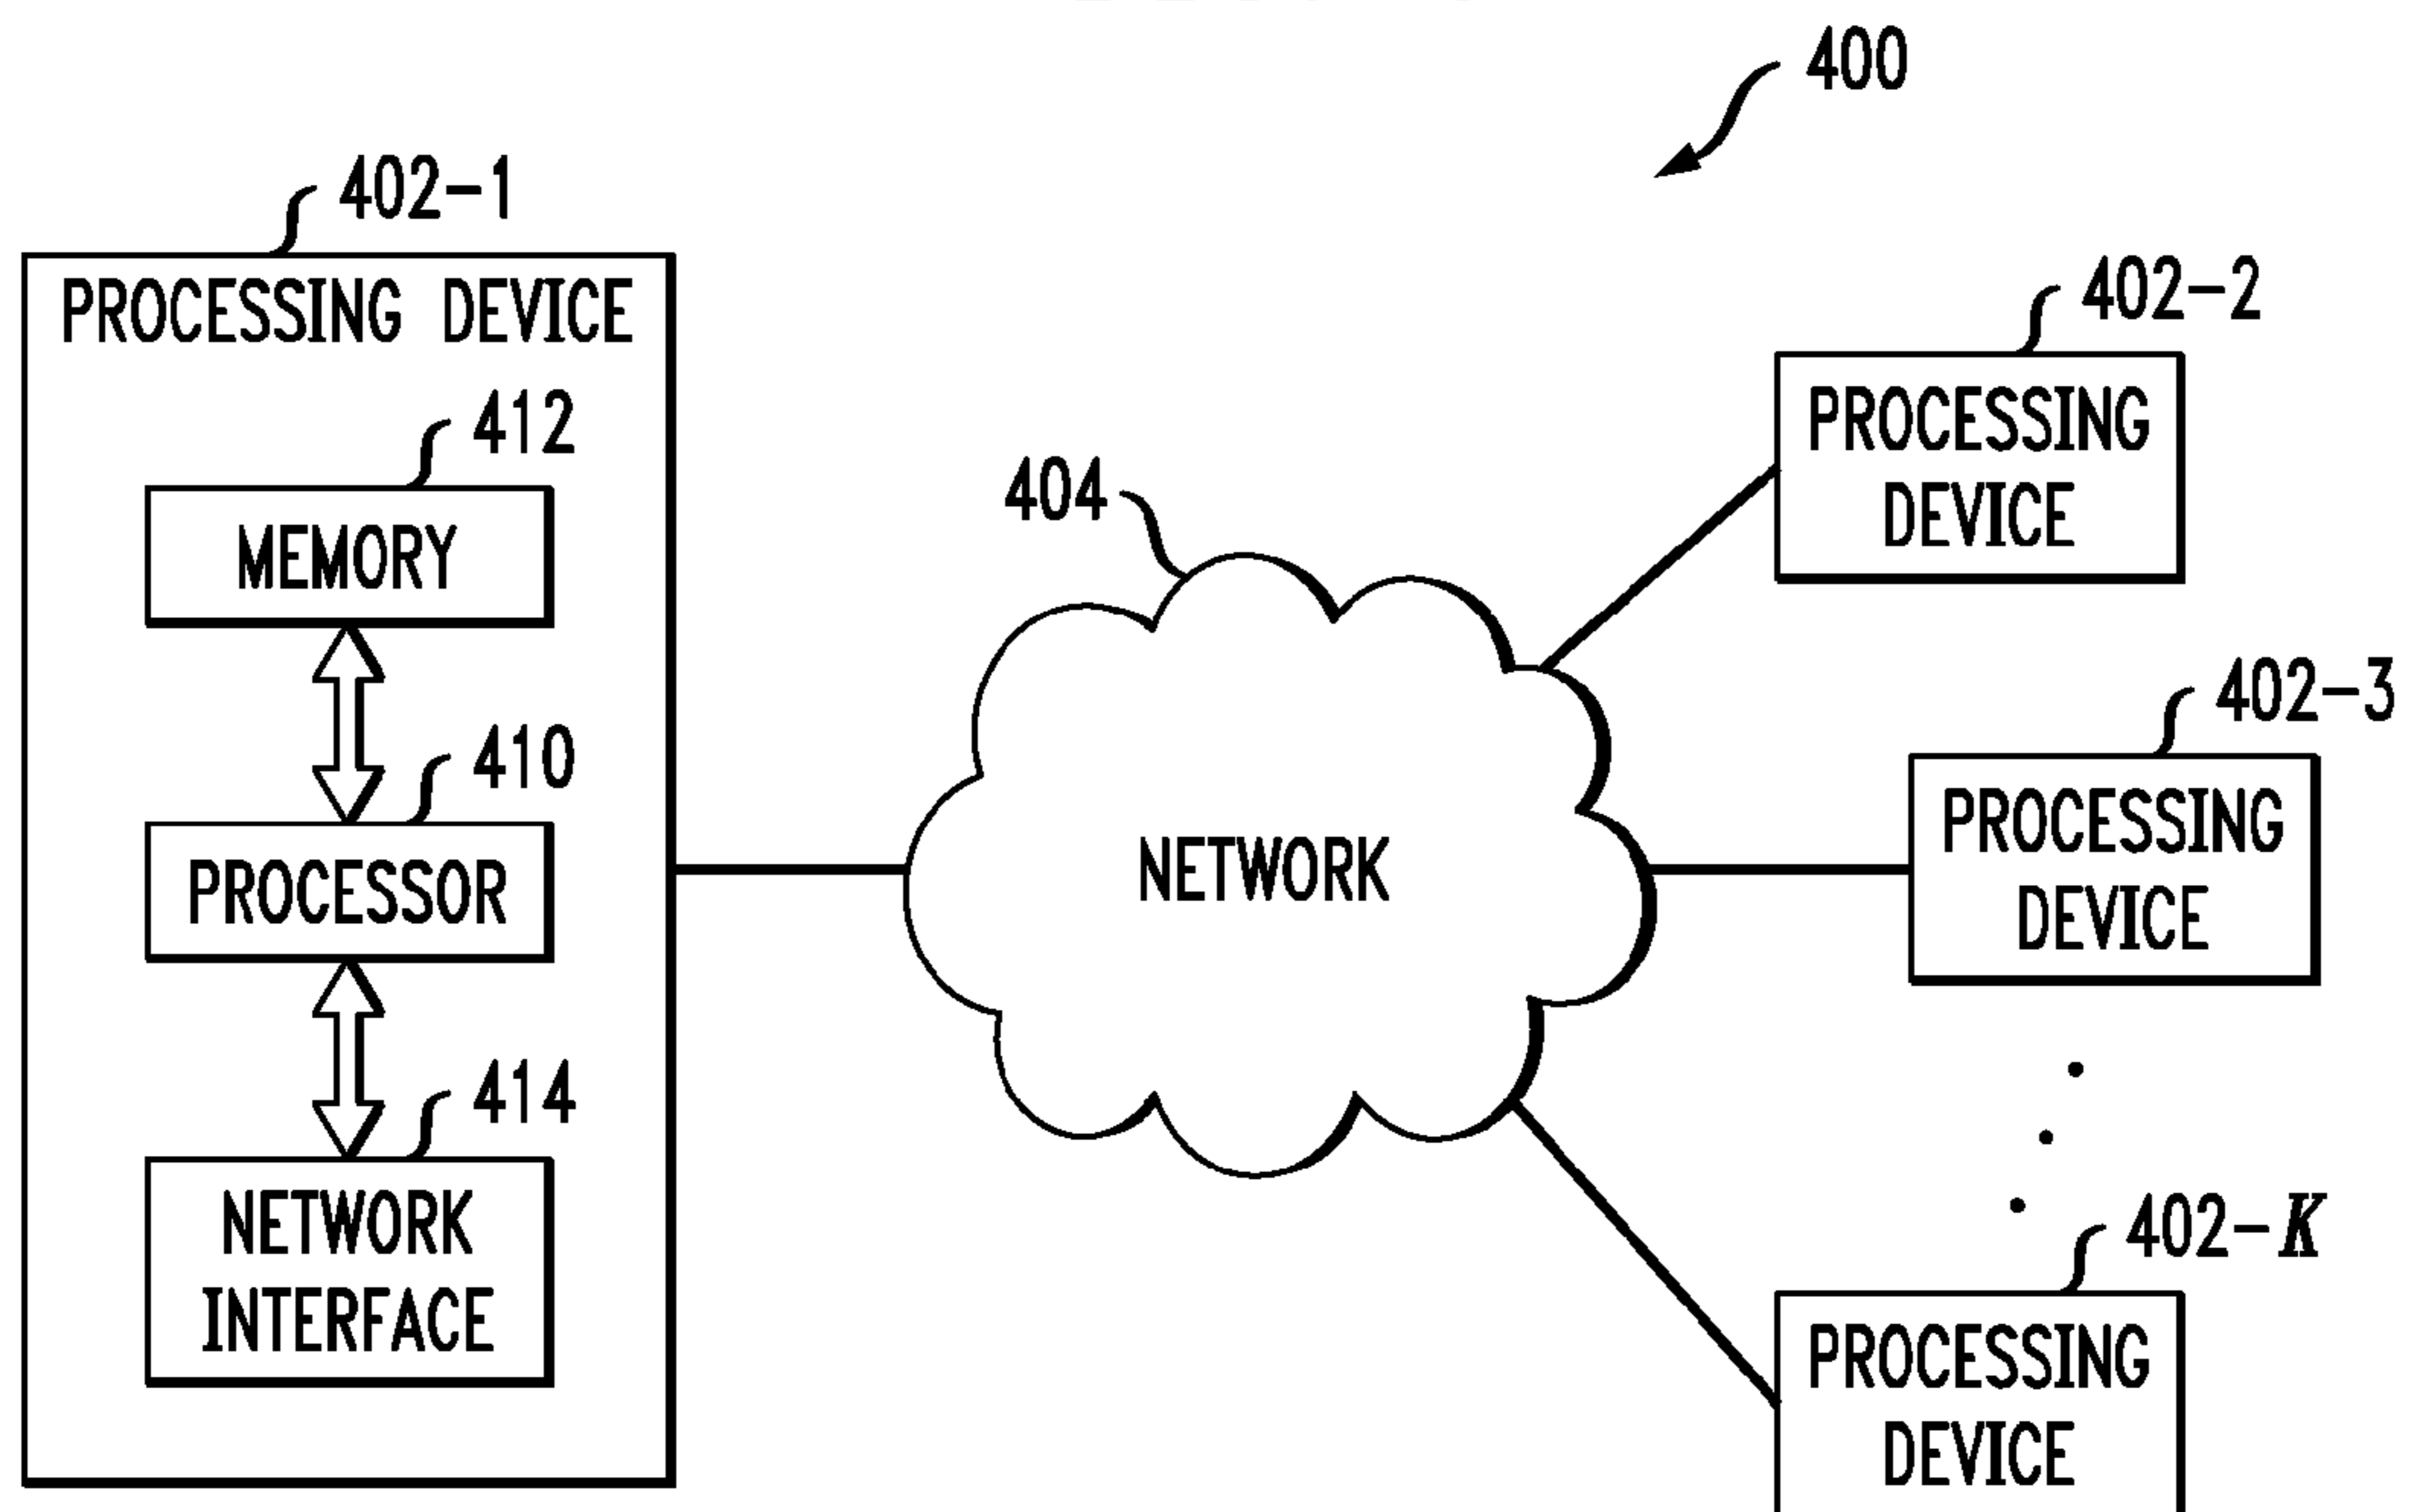 400
402-1
PROCESSING DEVICE
412
MEMORY
410
PROCESSOR
414
NETWORK
INTERFACE
404
NETWORK
402-2
PROCESSING
DEVICE
402-3
PROCESSING
DEVICE
402-K
PROCESSING
DEVICE